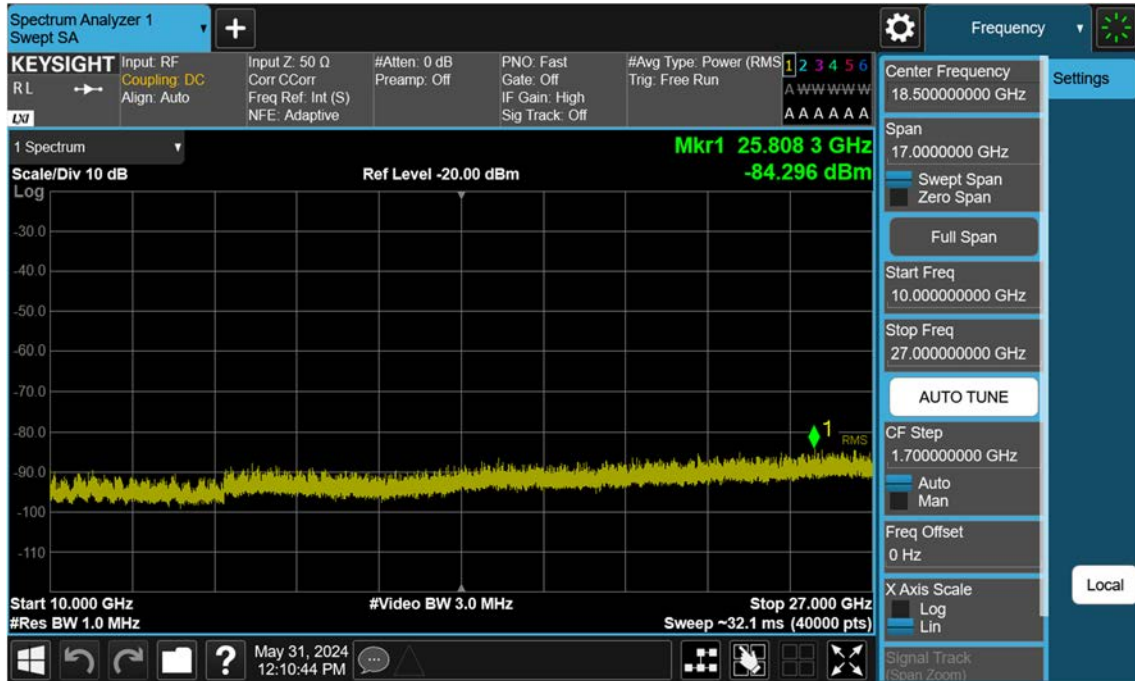 Spectrum Analyzer 1
Swept SA
+
Frequency
KEYSIGHT
R L
LXI
Input: RF
Coupling: DC
Align: Auto
Input Z: 50 Ω
Corr CCorr
Freq Ref: Int (S)
NFE: Adaptive
#Atten: 0 dB
Preamp: Off
PNO: Fast
Gate: Off
IF Gain: High
Sig Track: Off
#Avg Type: Power (RMS
Trig: Free Run
1 2 3 4 5 6
A W W W W W
A A A A A A
Center Frequency
18.500000000 GHz
Settings
1 Spectrum
Mkr1 25.808 3 GHz
Scale/Div 10 dB
Ref Level -20.00 dBm
-84.296 dBm
Log
-30.0
-40.0
-50.0
-60.0
-70.0
-80.0
-90.0
-100
-110
1
RMS
Start 10.000 GHz
#Video BW 3.0 MHz
Stop 27.000 GHz
#Res BW 1.0 MHz
Sweep ~32.1 ms (40000 pts)
Span
17.0000000 GHz
Swept Span
Zero Span
Full Span
Start Freq
10.000000000 GHz
Stop Freq
27.000000000 GHz
AUTO TUNE
CF Step
1.700000000 GHz
Auto
Man
Freq Offset
0 Hz
X Axis Scale
Log
Lin
Signal Track
(Span Zoom)
Local
?
May 31, 2024
12:10:44 PM